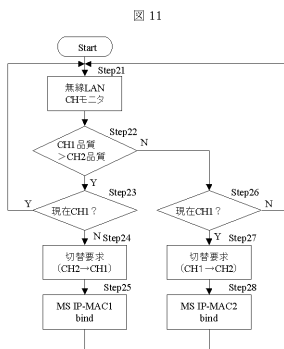 図 11
Start
Step21
無線LAN
CHモニタ
Step22
CH1品質
＞CH2品質
N
Y
Step23
Step26
Y
現在CH1？
現在CH1？
N
N
Step24
Y
Step27
切替要求
(CH2→CH1)
切替要求
(CH1→CH2)
Step25
Step28
MS IP-MAC1
bind
MS IP-MAC2
bind